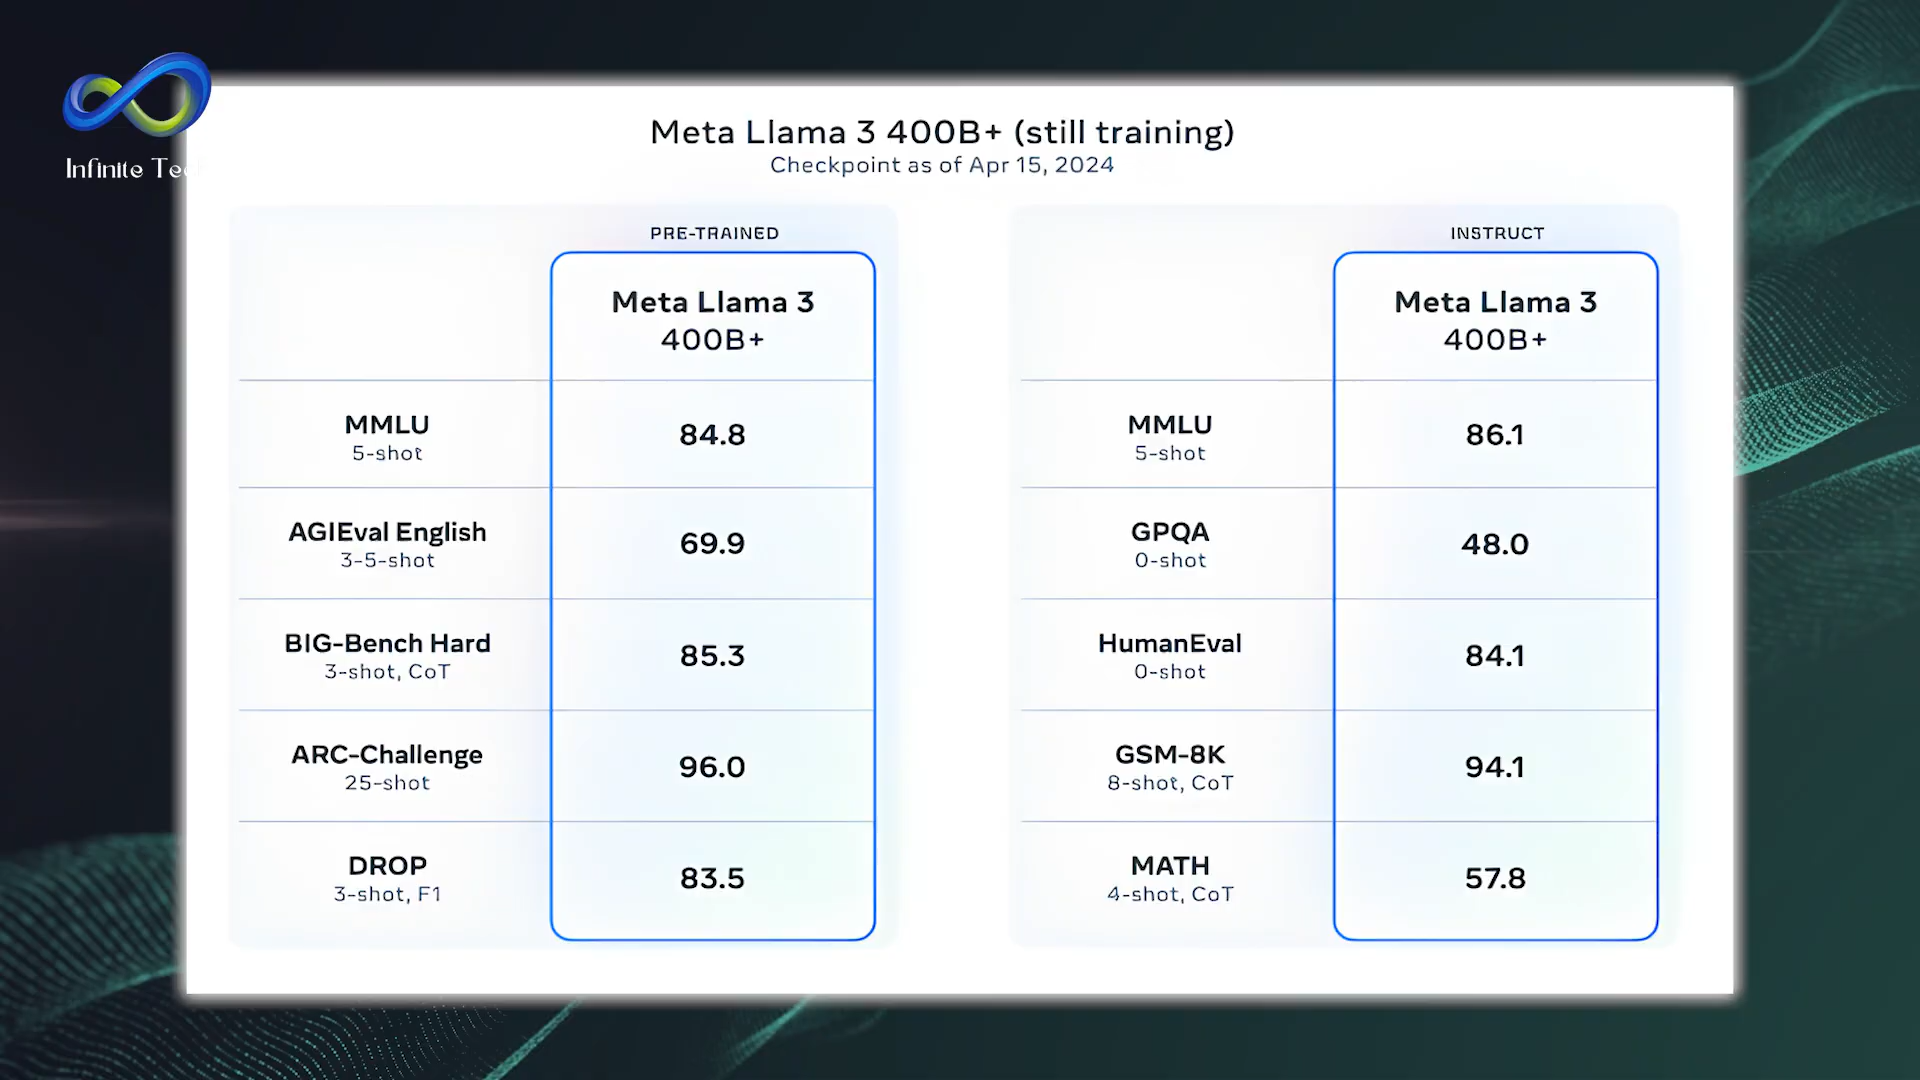 Infinite Tech
Meta Llama 3 400B+ (still training)
Checkpoint as of Apr 15, 2024
PRE-TRAINED
Meta Llama 3
400B+
MMLU
5-shot
84.8
AGIEval English
3-5-shot
69.9
BIG-Bench Hard
3-shot, CoT
85.3
ARC-Challenge
25-shot
96.0
DROP
3-shot, F1
83.5
INSTRUCT
Meta Llama 3
400B+
MMLU
5-shot
86.1
GPQA
0-shot
48.0
HumanEval
0-shot
84.1
GSM-8K
8-shot, CoT
94.1
MATH
4-shot, CoT
57.8